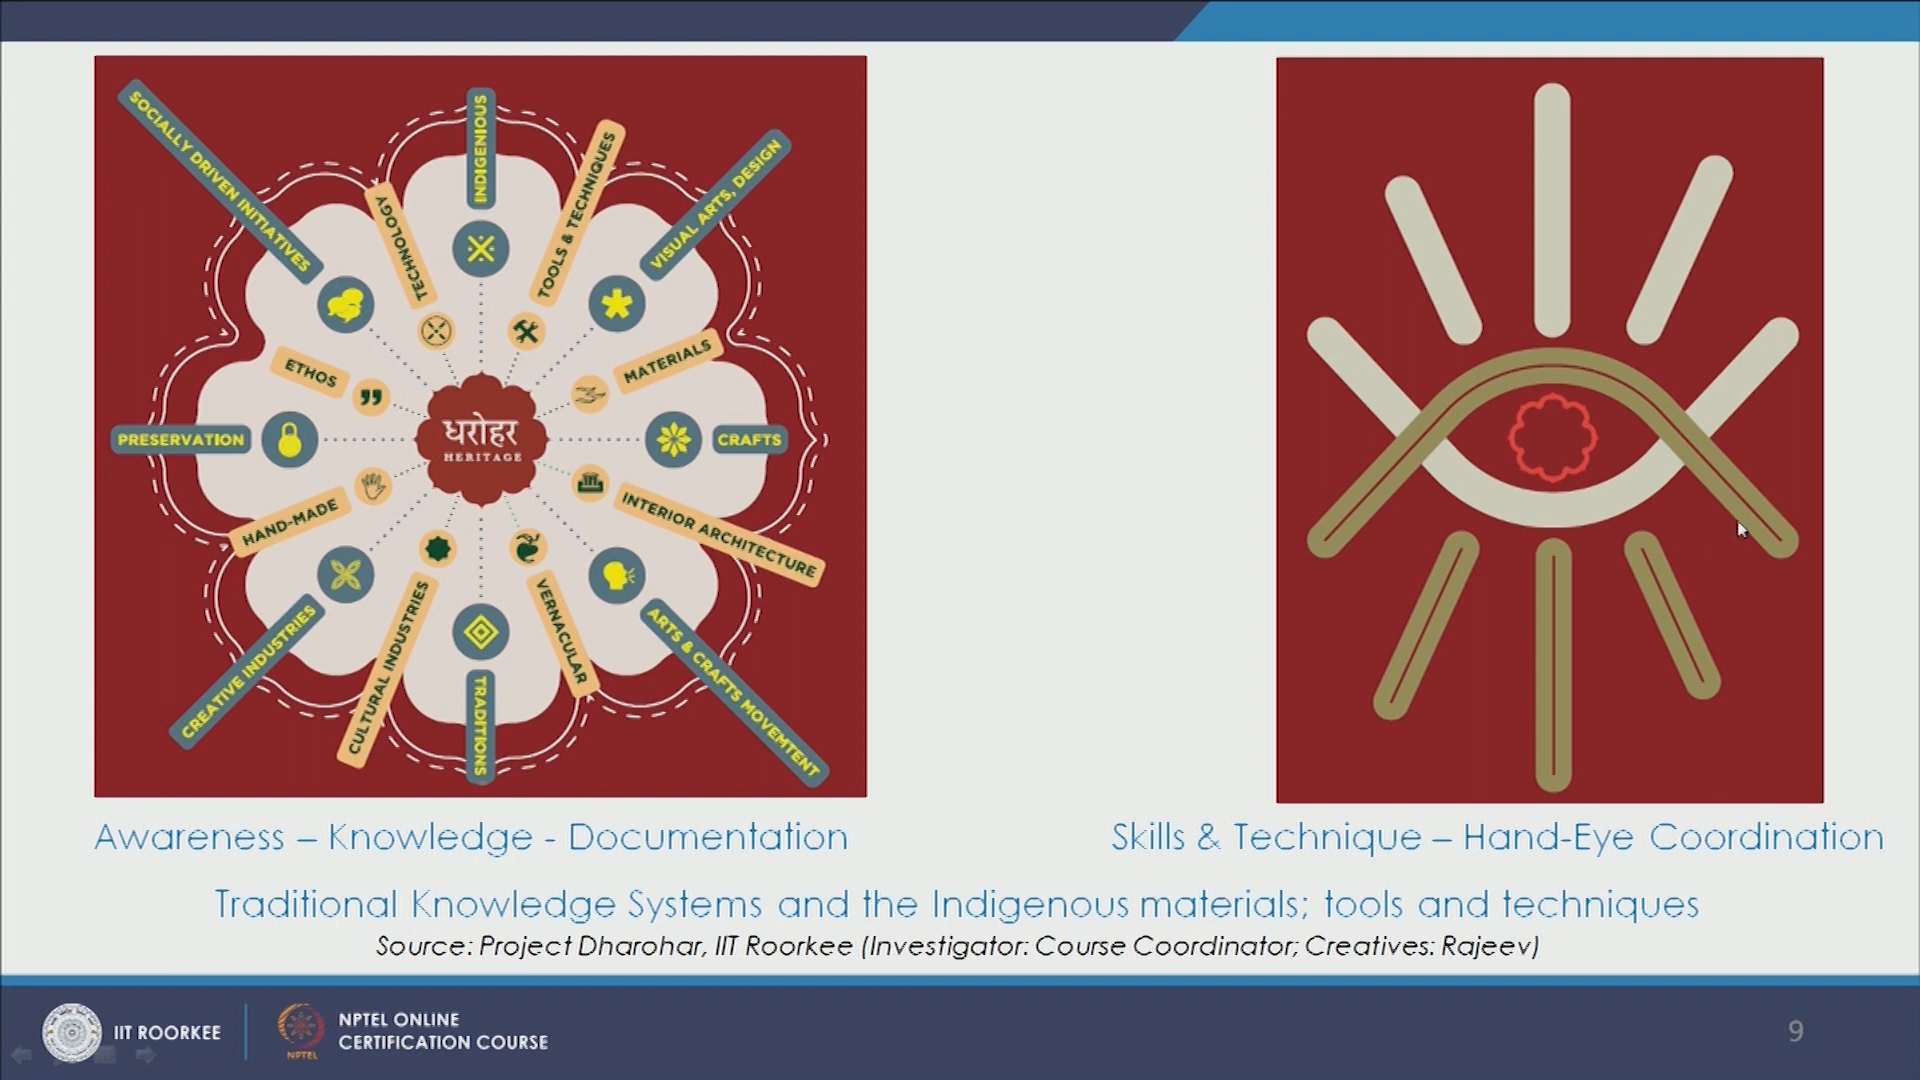 SOCIALLY DRIVEN INITIATIVES
TECHNOLOGY
INDIGENIOUS
TOOLS & TECHNIQUES
VISUAL ARTS, DESIGN
MATERIALS
CRAFTS
INTERIOR ARCHITECTURE
ARTS & CRAFTS MOVEMTENT
VERNACULAR
TRADITIONS
CULTURAL INDUSTRIES
CREATIVE INDUSTRIES
HAND-MADE
PRESERVATION
ETHOS
धरोहर
HERITAGE
Awareness – Knowledge - Documentation
Skills & Technique – Hand-Eye Coordination
Traditional Knowledge Systems and the Indigenous materials; tools and techniques
Source: Project Dharohar, IIT Roorkee (Investigator: Course Coordinator; Creatives: Rajeev)
IIT ROORKEE
NPTEL
NPTEL ONLINE
CERTIFICATION COURSE
9